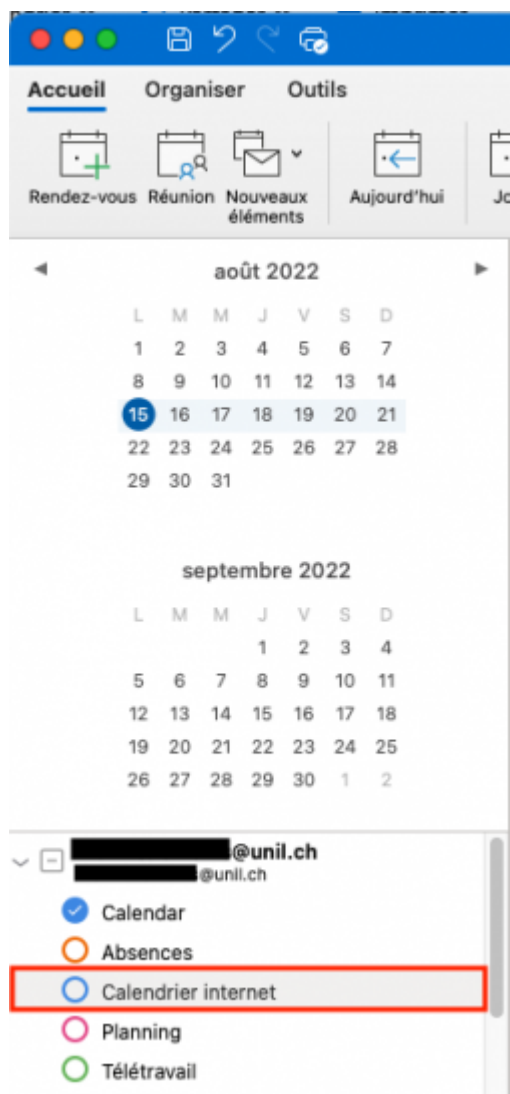 Accueil Organiser Outils
Rendez-vous Réunion Nouveaux éléments Aujourd'hui
août 2022
L M M J V S D
1 2 3 4 5 6 7
8 9 10 11 12 13 14
15 16 17 18 19 20 21
22 23 24 25 26 27 28
29 30 31
septembre 2022
L M M J V S D
1 2 3 4
5 6 7 8 9 10 11
12 13 14 15 16 17 18
19 20 21 22 23 24 25
26 27 28 29 30 1 2
@unil.ch
@unil.ch
Calendar
Absences
Calendrier internet
Planning
Télétravail